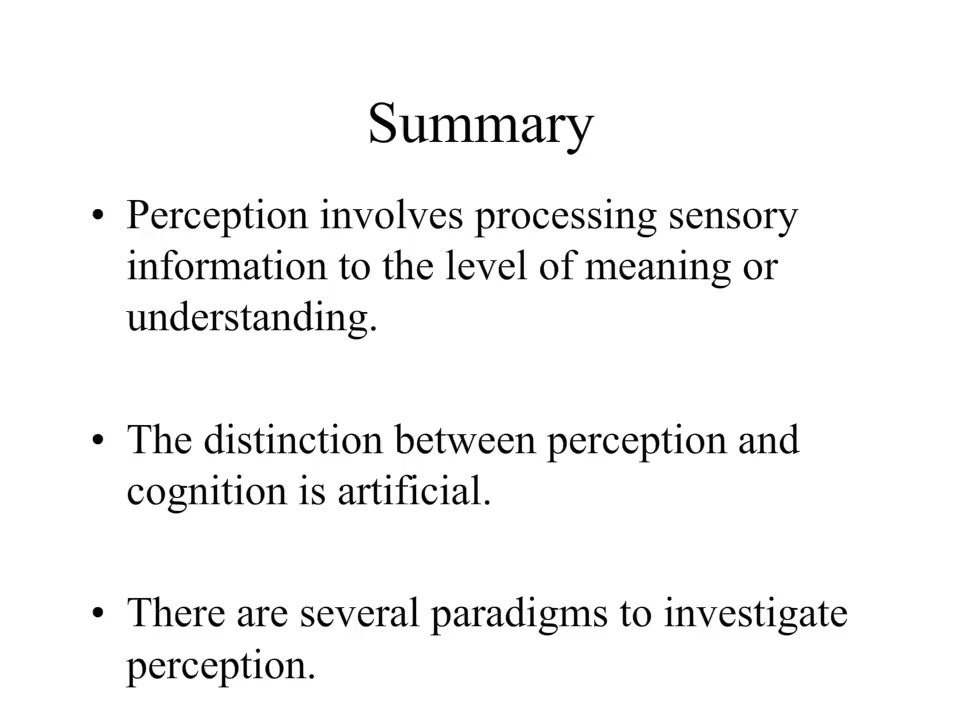 Summary
• Perception involves processing sensory
information to the level of meaning or
understanding.
• The distinction between perception and
cognition is artificial.
• There are several paradigms to investigate
perception.